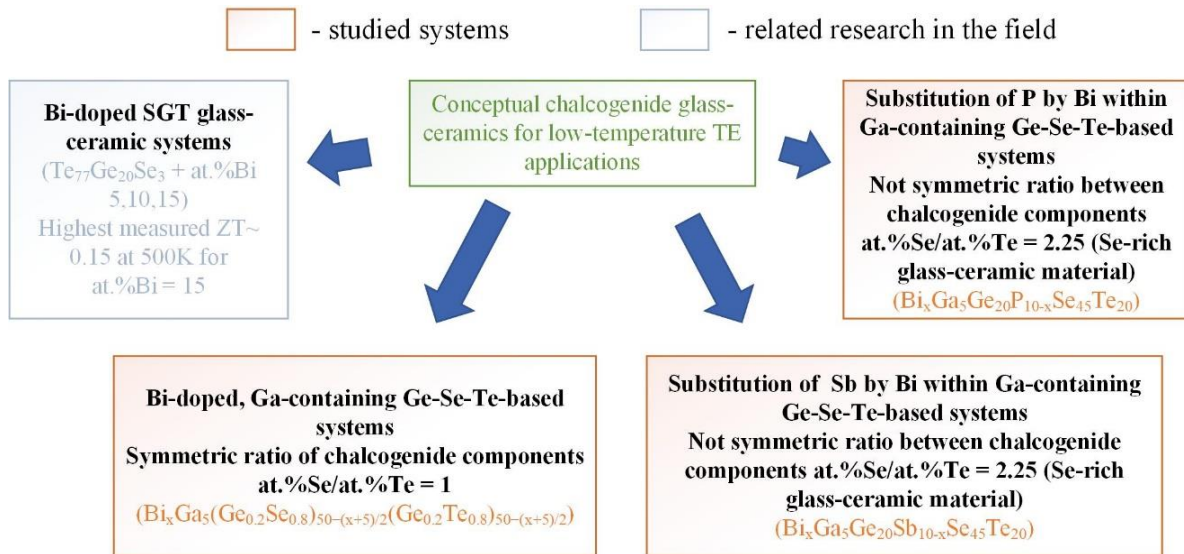 - studied systems
- related research in the field
Bi-doped SGT glass-
ceramic systems
(Te₇₇Ge₂₀Se₃ + at.%Bi
5,10,15)
Highest measured ZT~
0.15 at 500K for
at.%Bi = 15
Conceptual chalcogenide glass-
ceramics for low-temperature TE
applications
Substitution of P by Bi within
Ga-containing Ge-Se-Te-based
systems
Not symmetric ratio between
chalcogenide components
at.%Se/at.%Te = 2.25 (Se-rich
glass-ceramic material)
(BiₓGa₅Ge₂₀P₁₀₋ₓSe₄₅Te₂₀)
Bi-doped, Ga-containing Ge-Se-Te-based
systems
Symmetric ratio of chalcogenide components
at.%Se/at.%Te = 1
(BiₓGa₅(Ge₀.₂Se₀.₈)₅₀₋₍ₓ₊₅₎/₂(Ge₀.₂Te₀.₈)₅₀₋₍ₓ₊₅₎/₂)
Substitution of Sb by Bi within Ga-containing
Ge-Se-Te-based systems
Not symmetric ratio between chalcogenide
components at.%Se/at.%Te = 2.25 (Se-rich
glass-ceramic material)
(BiₓGa₅Ge₂₀Sb₁₀₋ₓSe₄₅Te₂₀)